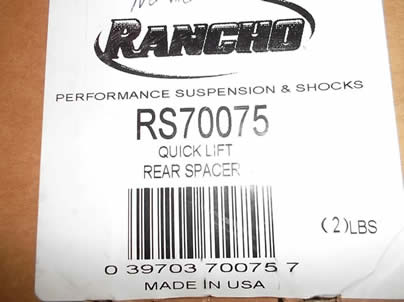 RANCHO
PERFORMANCE SUSPENSION & SHOCKS
RS70075
QUICK LIFT
REAR SPACER
(2)LBS
0 39703 70075 7
MADE IN USA